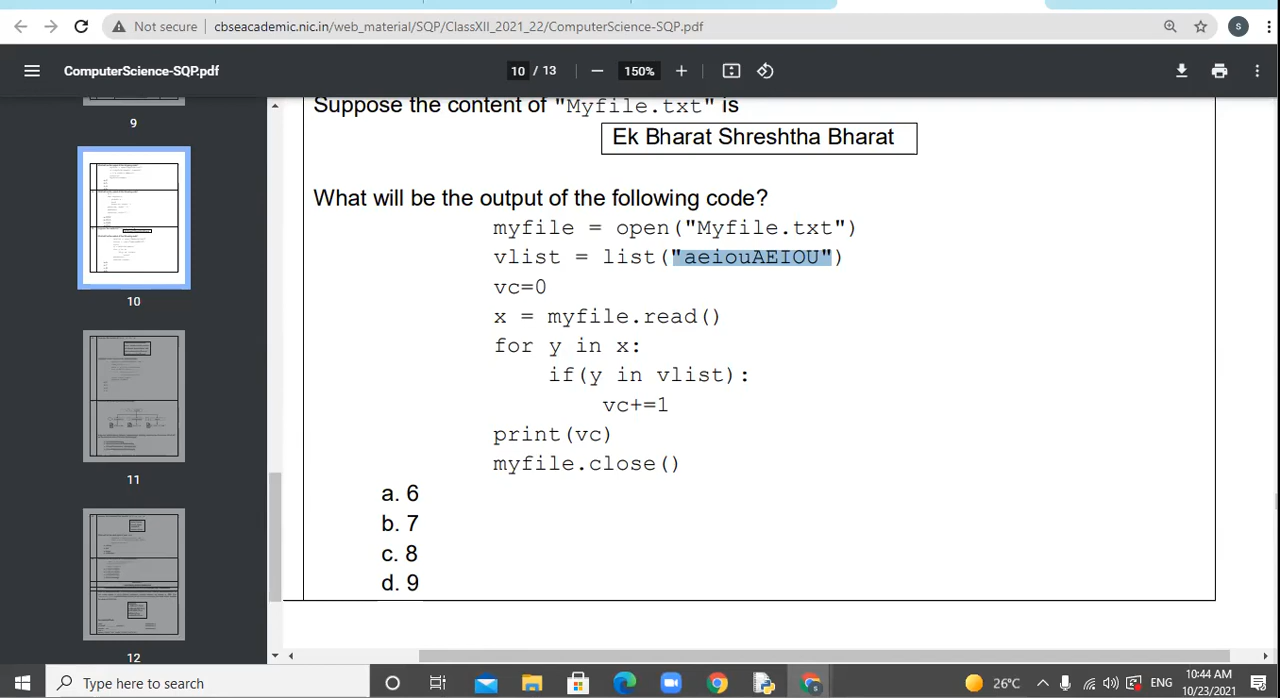 Not secure | cbseacademic.nic.in/web_material/SQP/ClassXII_2021_22/ComputerScience-SQP.pdf
S
ComputerScience-SQP.pdf
10 / 13
150%
9
10
11
12
Suppose the content of "Myfile.txt" is
Ek Bharat Shreshtha Bharat
What will be the output of the following code?
myfile = open("Myfile.txt")
vlist = list("aeiouAEIOU")
vc=0
x = myfile.read()
for y in x:
if(y in vlist):
vc+=1
print(vc)
myfile.close()
a. 6
b. 7
c. 8
d. 9
Type here to search
26°C
ENG
10:44 AM
10/23/2021